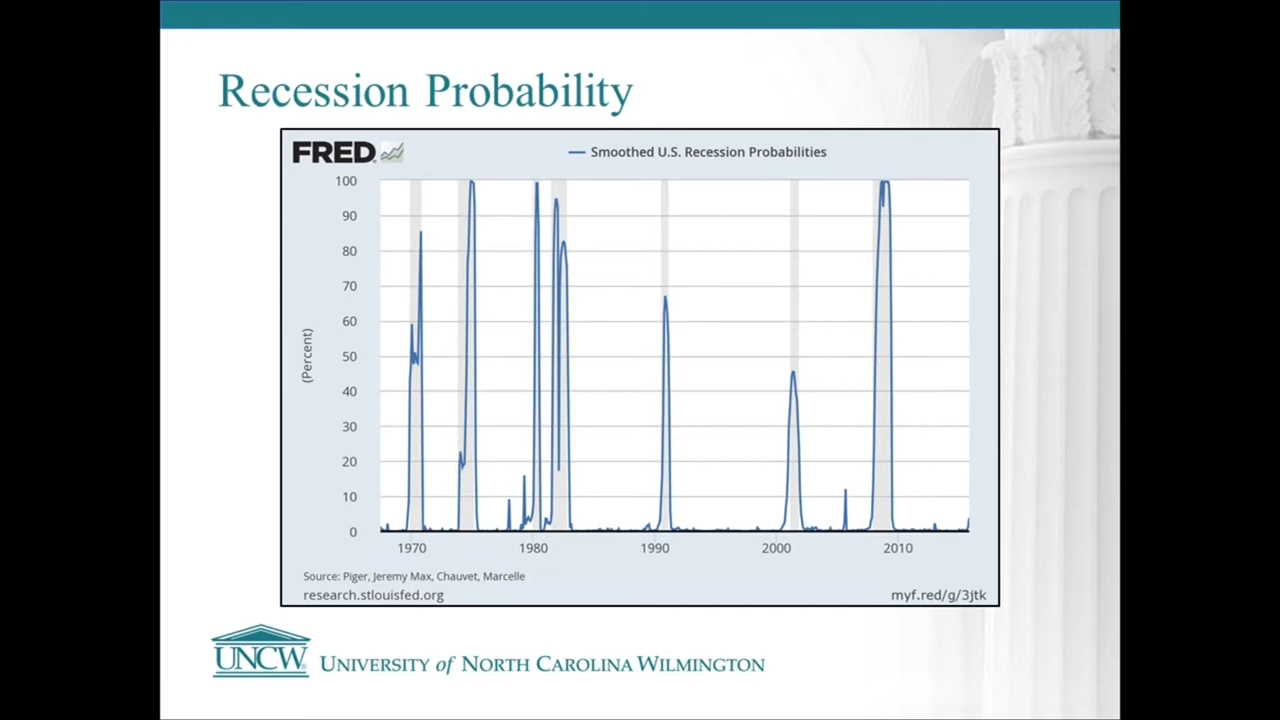 Recession Probability
FRED
Smoothed U.S. Recession Probabilities
100
90
80
70
60
50
40
30
20
10
0
(Percent)
1970 1980 1990 2000 2010
Source: Piger, Jeremy Max, Chauvet, Marcelle
research.stlouisfed.org
myf.red/g/3jtk
UNCW
UNIVERSITY of NORTH CAROLINA WILMINGTON